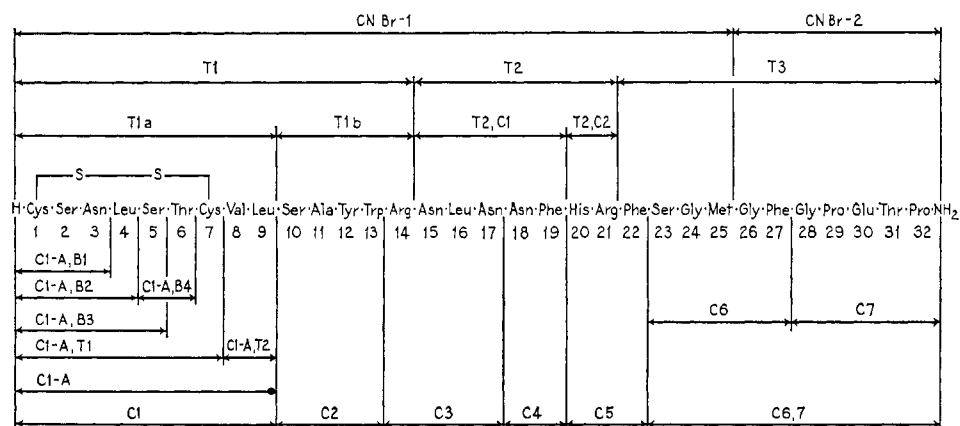 CNBr-1 CNBr-2
T1 T2 T3
T1a T1b T2,C1 T2,C2
S S
H·Cys·Ser·Asn·Leu·Ser·Thr·Cys·Val·Leu·Ser·Ala·Tyr·Trp·Arg·Asn·Leu·Asn·Asn·Phe·His·Arg·Phe·Ser·Gly·Met·Gly·Phe·Gly·Pro·Glu·Thr·Pro·NH2
1 2 3 4 5 6 7 8 9 10 11 12 13 14 15 16 17 18 19 20 21 22 23 24 25 26 27 28 29 30 31 32
C1-A,B1
C1-A,B2 C1-A,B4
C1-A,B3 C6 C7
C1-A,T1 C1-A,T2
C1-A
C1 C2 C3 C4 C5 C6,7